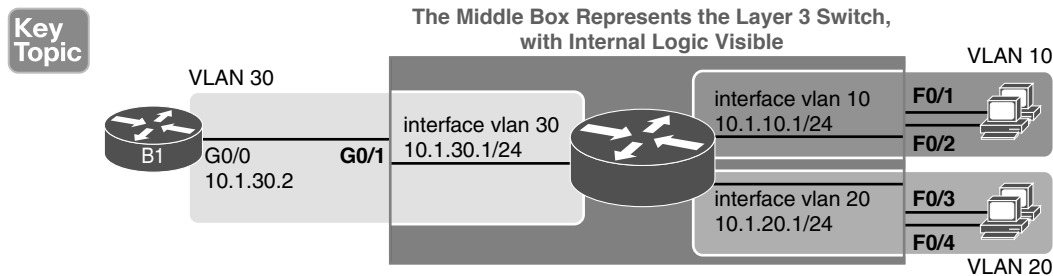 Key
Topic
The Middle Box Represents the Layer 3 Switch,
with Internal Logic Visible
VLAN 30
VLAN 10
B1
G0/0
10.1.30.2
G0/1
interface vlan 30
10.1.30.1/24
interface vlan 10
10.1.10.1/24
F0/1
F0/2
interface vlan 20
10.1.20.1/24
F0/3
F0/4
VLAN 20